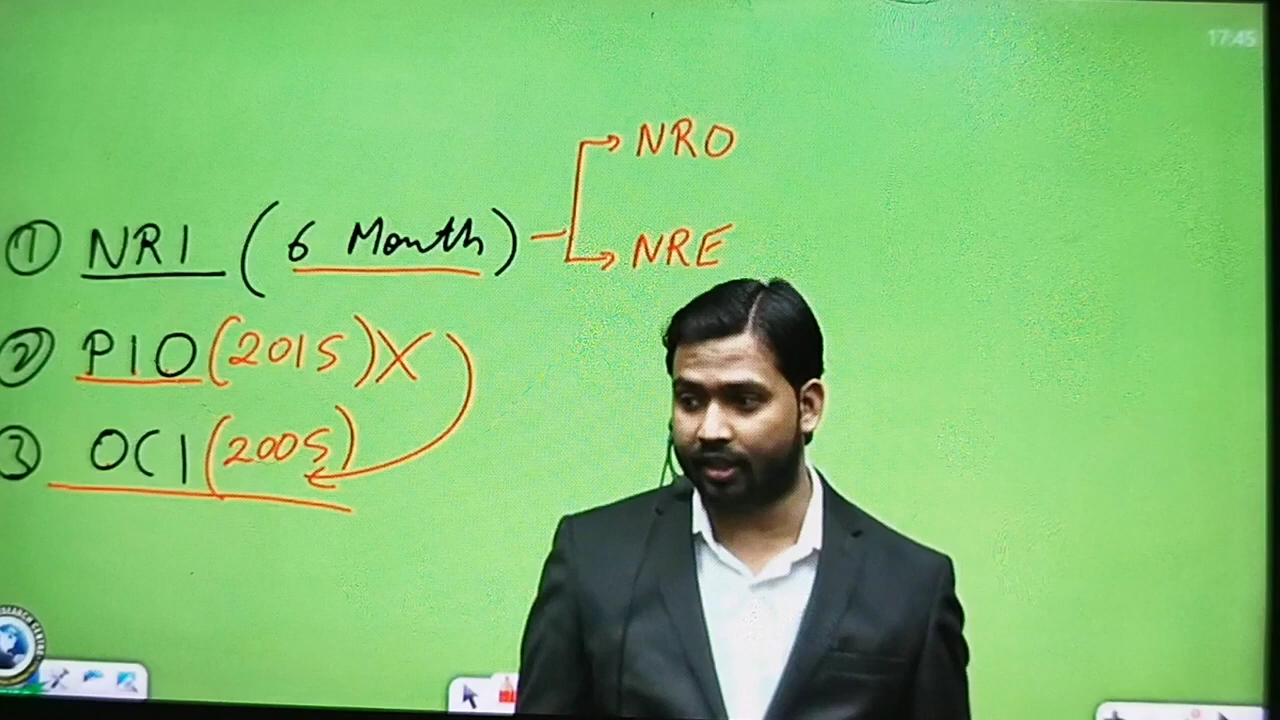 17:45
→ NRO
① NRI (6 Month) → NRE
② PIO (2015) X
③ OCI (2005)